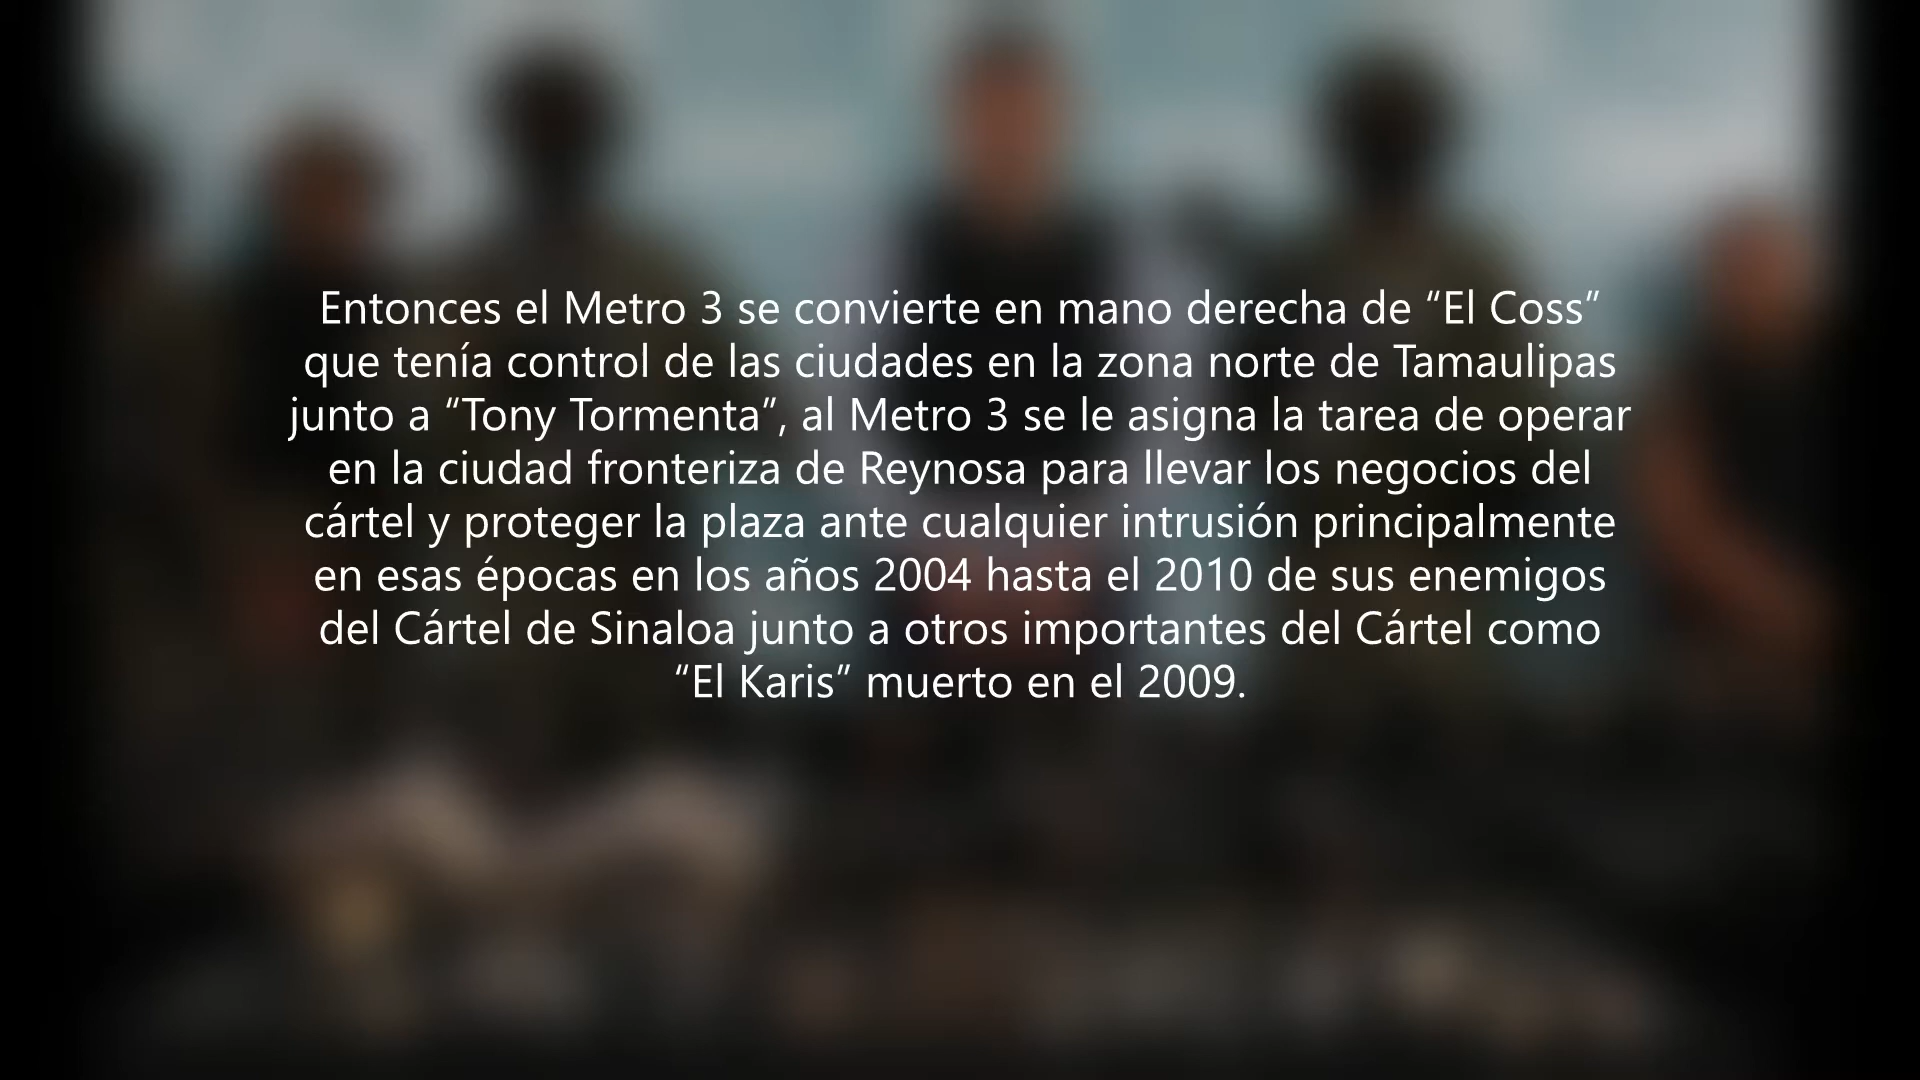 Entonces el Metro 3 se convierte en mano derecha de “El Coss”
que tenía control de las ciudades en la zona norte de Tamaulipas
junto a “Tony Tormenta”, al Metro 3 se le asigna la tarea de operar
en la ciudad fronteriza de Reynosa para llevar los negocios del
cártel y proteger la plaza ante cualquier intrusión principalmente
en esas épocas en los años 2004 hasta el 2010 de sus enemigos
del Cártel de Sinaloa junto a otros importantes del Cártel como
“El Karis” muerto en el 2009.